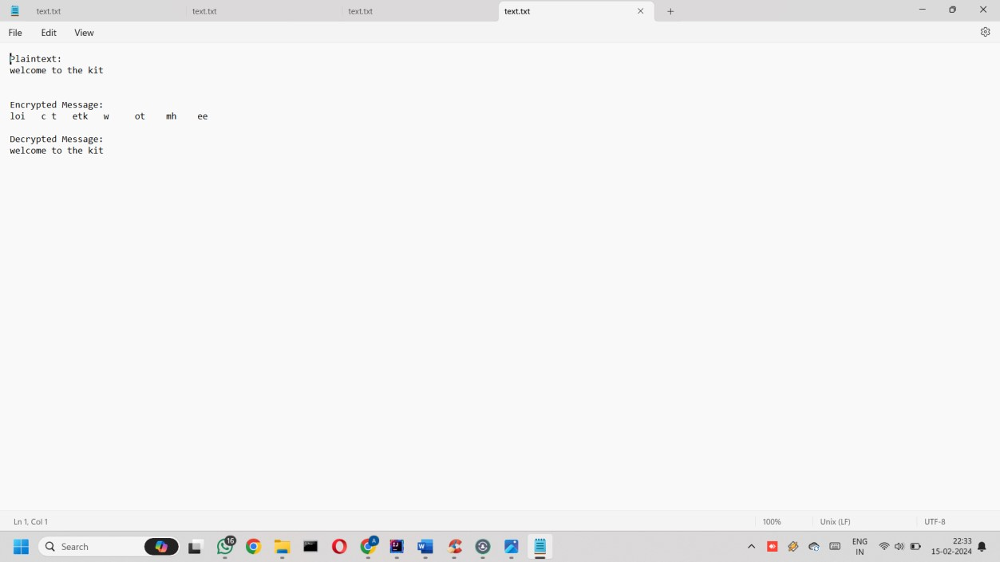 text.txt text.txt text.txt text.txt
File Edit View
Plaintext:
welcome to the kit
Encrypted Message:
loi   c t   etk   w     ot    mh    ee
Decrypted Message:
welcome to the kit
Ln 1, Col 1 100% Unix (LF) UTF-8
Search 16 A ENG 22:33
IN 15-02-2024